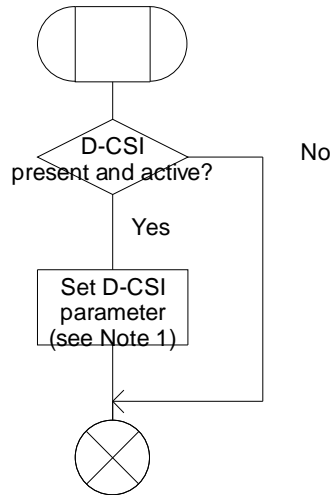 D-CSI
present and active?
No
Yes
Set D-CSI
parameter
(see Note 1)